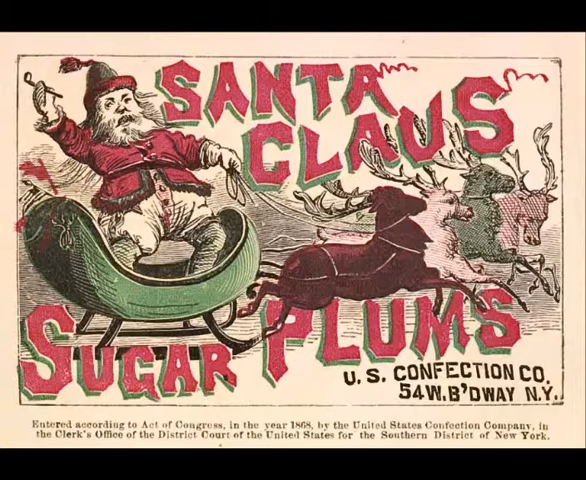 SANTA
CLAUS
SUGAR PLUMS
U.S. CONFECTION CO.
54 W. B'DWAY N.Y.
Entered according to Act of Congress, in the year 1868, by the United States Confection Company, in
the Clerk's Office of the District Court of the United States for the Southern District of New York.